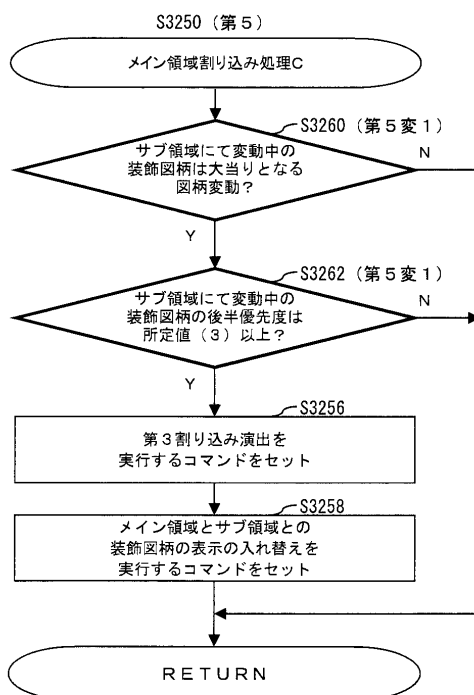 S3250(第5)
メイン領域割り込み処理C
S3260(第5変1)
サブ領域にて変動中の
装飾図柄は大当りとなる
図柄変動?
N
Y
S3262(第5変1)
サブ領域にて変動中の
装飾図柄の後半優先度は
所定値(3)以上?
N
Y
S3256
第3割り込み演出を
実行するコマンドをセット
S3258
メイン領域とサブ領域との
装飾図柄の表示の入れ替えを
実行するコマンドをセット
RETURN